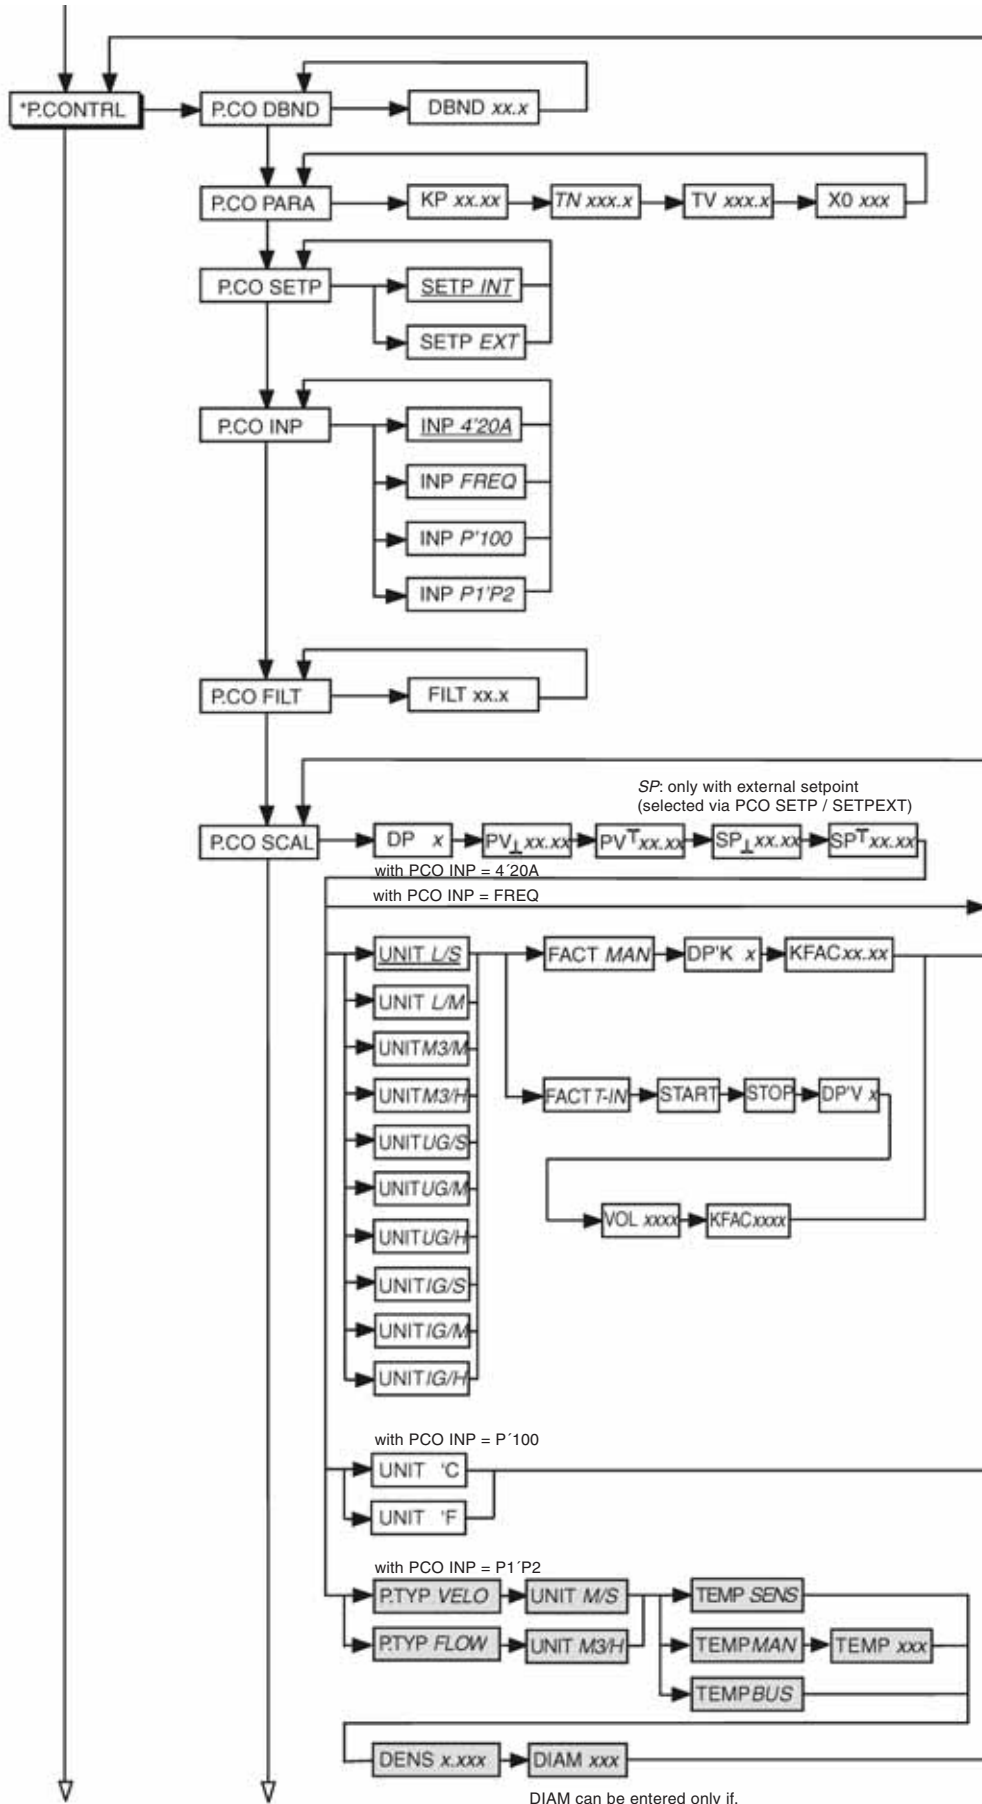 *P.CONTRL P.CO DBND DBND xx.x
P.CO PARA KP xx.xx TN xxx.x TV xxx.x X0 xxx
P.CO SETP SETP INT
SETP EXT
P.CO INP INP 4'20A
INP FREQ
INP P'100
INP P1'P2
P.CO FILT FILT xx.x
SP: only with external setpoint
(selected via PCO SETP / SETPEXT)
P.CO SCAL DP x PV⊥xx.xx PV⊤xx.xx SP⊥xx.xx SP⊤xx.xx
with PCO INP = 4´20A
with PCO INP = FREQ
UNIT L/S FACT MAN DP'K x KFACxx.xx
UNIT L/M
UNIT M3/M
UNIT M3/H FACT T-IN START STOP DP'V x
UNIT UG/S
UNIT UG/M
UNIT UG/H VOL xxxx KFACxxxx
UNIT IG/S
UNIT IG/M
UNIT IG/H
with PCO INP = P´100
UNIT 'C
UNIT 'F
with PCO INP = P1´P2
P.TYP VELO UNIT M/S TEMP SENS
P.TYP FLOW UNIT M3/H TEMP MAN TEMP xxx
TEMP BUS
DENS x.xxx DIAM xxx
DIAM can be entered only if,